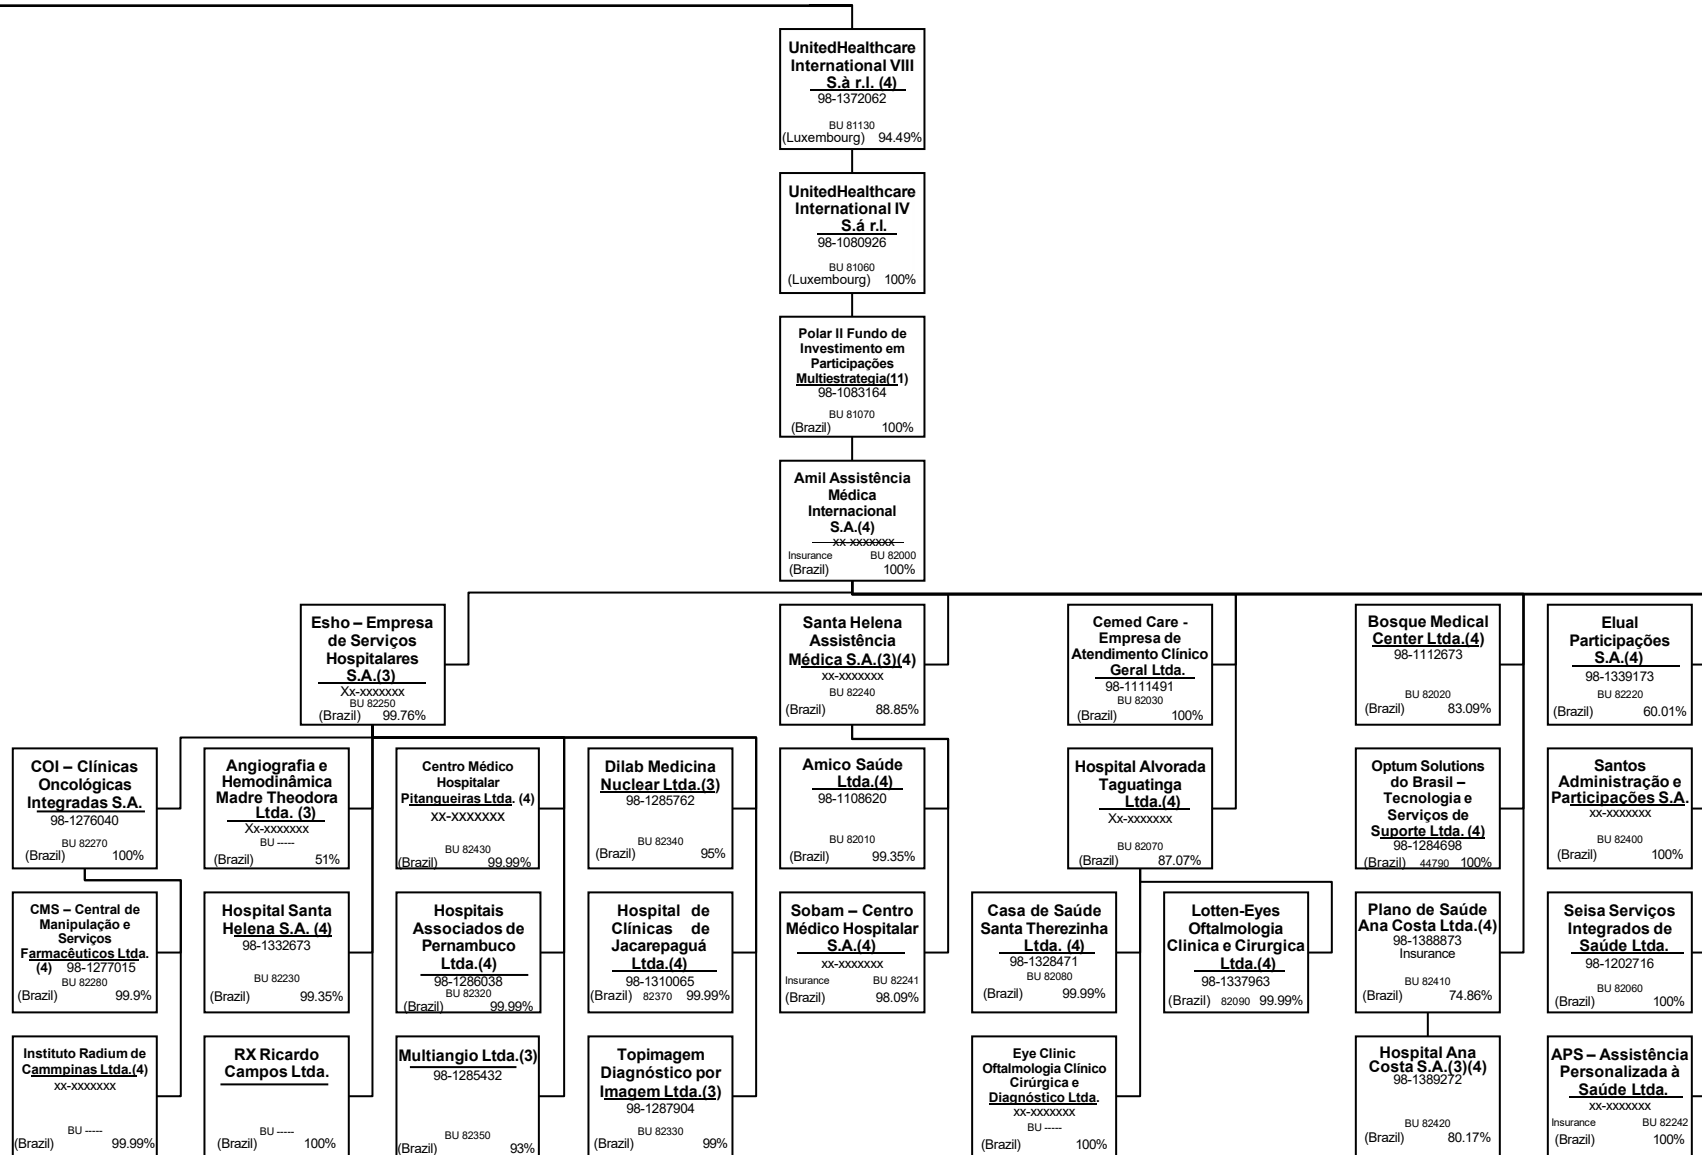 UnitedHealthcare
International VIII
S.à r.l. (4)
98-1372062
BU 81130
(Luxembourg) 94.49%
UnitedHealthcare
International IV
S.á r.l.
98-1080926
BU 81060
(Luxembourg) 100%
Polar II Fundo de
Investimento em
Participações
Multiestrategia(11)
98-1083164
BU 81070
(Brazil) 100%
Amil Assistência
Médica
Internacional
S.A.(4)
xx-xxxxxxx
Insurance BU 82000
(Brazil) 100%
Esho – Empresa
de Serviços
Hospitalares
S.A.(3)
Xx-xxxxxxx
BU 82250
(Brazil) 99.76%
Santa Helena
Assistência
Médica S.A.(3)(4)
xx-xxxxxxx
BU 82240
(Brazil) 88.85%
Cemed Care -
Empresa de
Atendimento Clínico
Geral Ltda.
98-1111491
BU 82030
(Brazil) 100%
Bosque Medical
Center Ltda.(4)
98-1112673
BU 82020
(Brazil) 83.09%
Elual
Participações
S.A.(4)
98-1339173
BU 82220
(Brazil) 60.01%
COI – Clínicas
Oncológicas
Integradas S.A.
98-1276040
BU 82270
(Brazil) 100%
Angiografia e
Hemodinâmica
Madre Theodora
Ltda. (3)
Xx-xxxxxxx
BU -----
(Brazil) 51%
Centro Médico
Hospitalar
Pitangueiras Ltda. (4)
xx-xxxxxxx
BU 82430
(Brazil) 99.99%
Dilab Medicina
Nuclear Ltda.(3)
98-1285762
BU 82340
(Brazil) 95%
Amico Saúde
Ltda.(4)
98-1108620
BU 82010
(Brazil) 99.35%
Hospital Alvorada
Taguatinga
Ltda.(4)
Xx-xxxxxxx
BU 82070
(Brazil) 87.07%
Optum Solutions
do Brasil –
Tecnologia e
Serviços de
Suporte Ltda. (4)
98-1284698
(Brazil) 44790 100%
Santos
Administração e
Participações S.A.
xx-xxxxxxx
BU 82400
(Brazil) 100%
CMS – Central de
Manipulação e
Serviços
Farmacêuticos Ltda.
(4) 98-1277015
BU 82280
(Brazil) 99.9%
Hospital Santa
Helena S.A. (4)
98-1332673
BU 82230
(Brazil) 99.35%
Hospitais
Associados de
Pernambuco
Ltda.(4)
98-1286038
BU 82320
(Brazil) 99.99%
Hospital de
Clínicas de
Jacarepaguá
Ltda.(4)
98-1310065
(Brazil) 82370 99.99%
Sobam – Centro
Médico Hospitalar
S.A.(4)
xx-xxxxxxx
Insurance BU 82241
(Brazil) 98.09%
Casa de Saúde
Santa Therezinha
Ltda. (4)
98-1328471
BU 82080
(Brazil) 99.99%
Lotten-Eyes
Oftalmologia
Clinica e Cirurgica
Ltda.(4)
98-1337963
(Brazil) 82090 99.99%
Plano de Saúde
Ana Costa Ltda.(4)
98-1388873
Insurance
BU 82410
(Brazil) 74.86%
Seisa Serviços
Integrados de
Saúde Ltda.
98-1202716
BU 82060
(Brazil) 100%
Instituto Radium de
Cammpinas Ltda.(4)
xx-xxxxxxx
BU -----
(Brazil) 99.99%
RX Ricardo
Campos Ltda.
BU -----
(Brazil) 100%
Multiangio Ltda.(3)
98-1285432
BU 82350
(Brazil) 93%
Topimagem
Diagnóstico por
Imagem Ltda.(3)
98-1287904
BU 82330
(Brazil) 99%
Eye Clinic
Oftalmologia Clínico
Cirúrgica e
Diagnóstico Ltda.
xx-xxxxxxx
BU -----
(Brazil) 100%
Hospital Ana
Costa S.A.(3)(4)
98-1389272
BU 82420
(Brazil) 80.17%
APS – Assistência
Personalizada à
Saúde Ltda.
xx-xxxxxxx
Insurance BU 82242
(Brazil) 100%